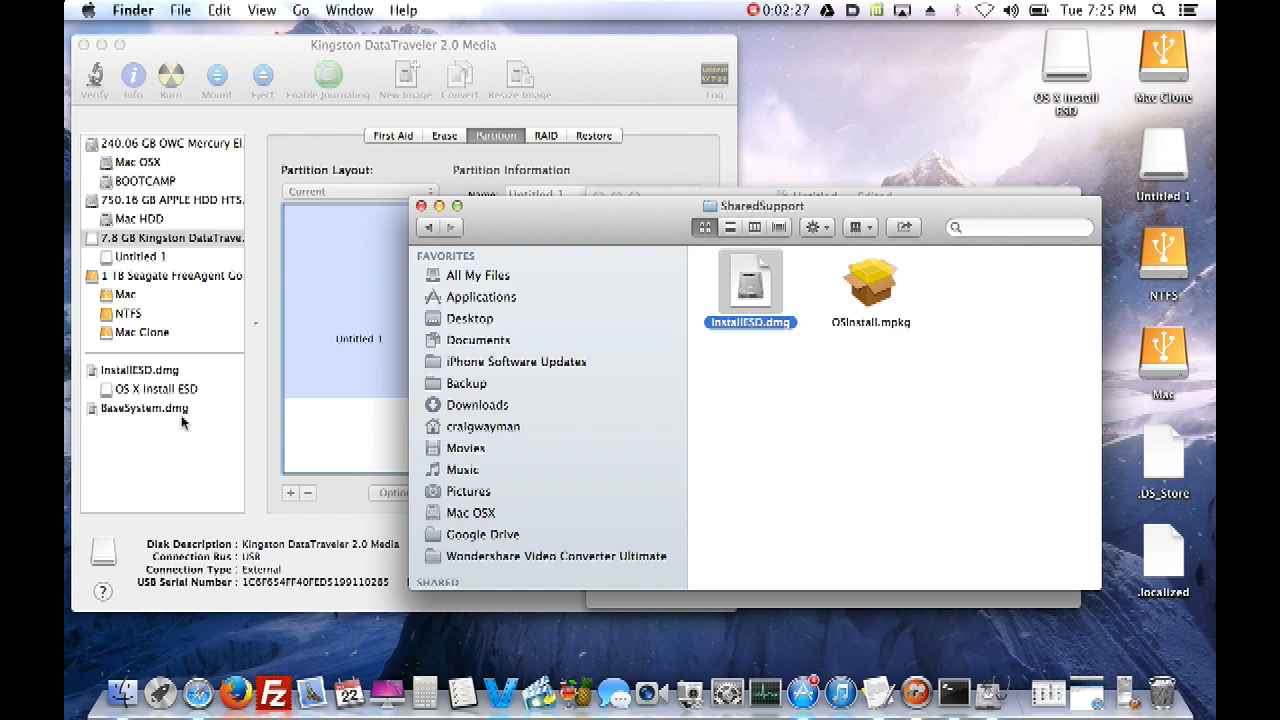 Finder File Edit View Go Window Help 0:02:27 Tue 7:25 PM
Kingston DataTraveler 2.0 Media
Verify Info Burn Mount Eject Enable Journaling New Image Convert Resize Image Log
First Aid Erase Partition RAID Restore
240.06 GB OWC Mercury El
Mac OSX
BOOTCAMP
750.16 GB APPLE HDD HTS
Mac HDD
7.8 GB Kingston DataTrave
Untitled 1
1 TB Seagate FreeAgent Go
Mac
NTFS
Mac Clone
InstallESD.dmg
OS X Install ESD
BaseSystem.dmg
Partition Layout:
Current
Untitled 1
+ −
Optio
Partition Information
Name: Untitled 1
Disk Description : Kingston DataTraveler 2.0 Media
Connection Bus : USB
Connection Type : External
USB Serial Number : 1C6F654FF40FED5199110285
?
SharedSupport
FAVORITES
All My Files
Applications
Desktop
Documents
iPhone Software Updates
Backup
Downloads
craigwayman
Movies
Music
Pictures
Mac OSX
Google Drive
Wondershare Video Converter Ultimate
SHARED
InstallESD.dmg
OSInstall.mpkg
OS X Install
ESD
Mac Clone
Untitled 1
NTFS
Mac
.DS_Store
.localized
22